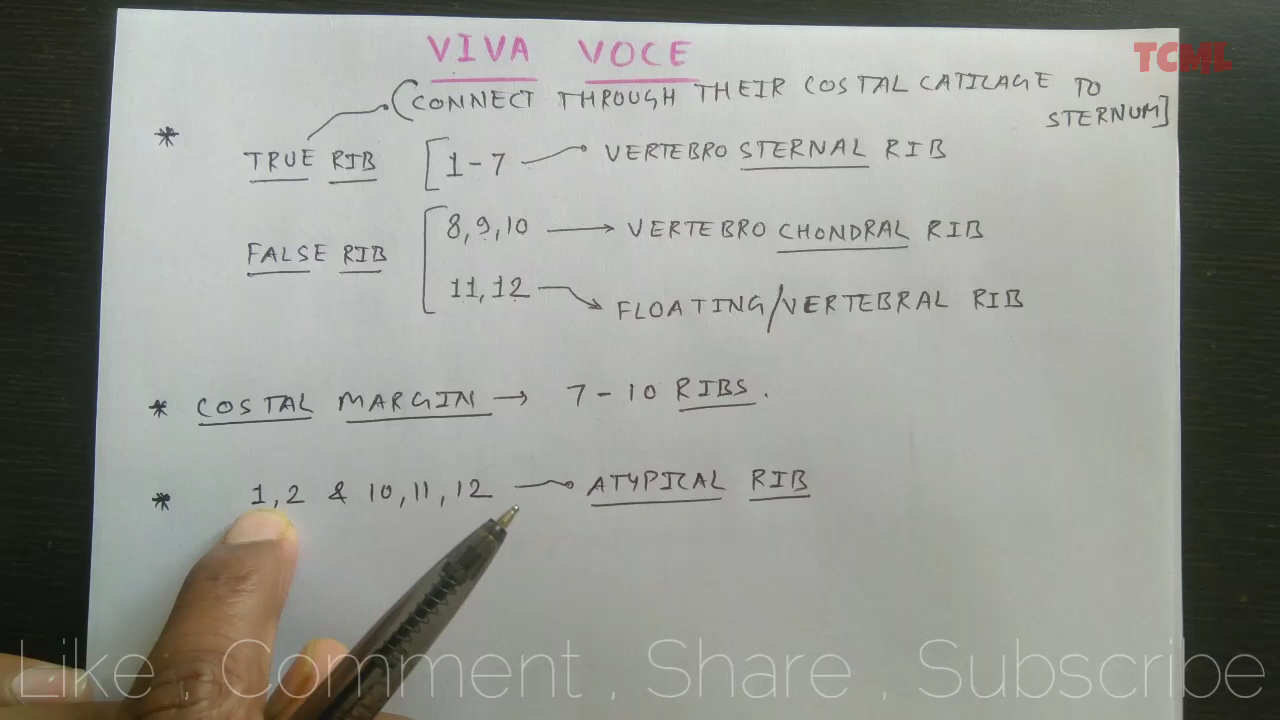 VIVA VOCE
TCML
(CONNECT THROUGH THEIR COSTAL CATILAGE TO
STERNUM]
* TRUE RIB [1-7 VERTEBRO STERNAL RIB
[8,9,10 → VERTEBRO CHONDRAL RIB
FALSE RIB
11,12 → FLOATING/VERTEBRAL RIB
* COSTAL MARGIN → 7-10 RIBS.
* 1,2 & 10,11,12 ATYPICAL RIB
Like , Comment , Share , Subscribe